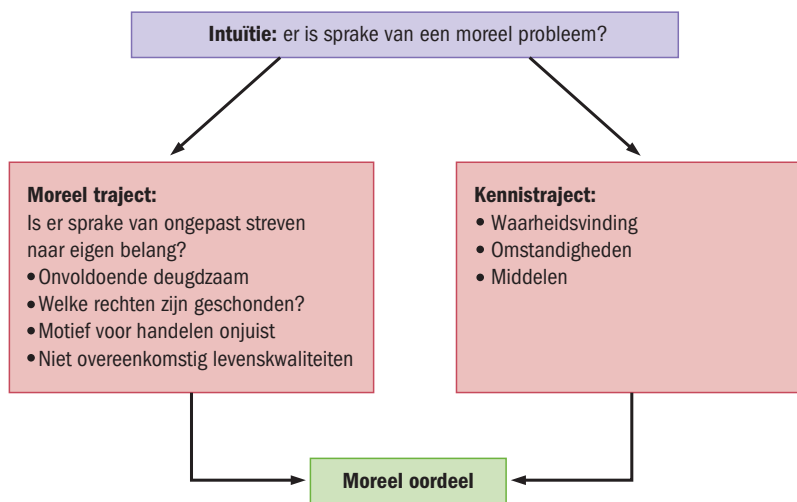 Intuïtie: er is sprake van een moreel probleem?
Moreel traject:
Is er sprake van ongepast streven
naar eigen belang?
• Onvoldoende deugdzaam
• Welke rechten zijn geschonden?
• Motief voor handelen onjuist
• Niet overeenkomstig levenskwaliteiten
Kennistraject:
• Waarheidsvinding
• Omstandigheden
• Middelen
Moreel oordeel